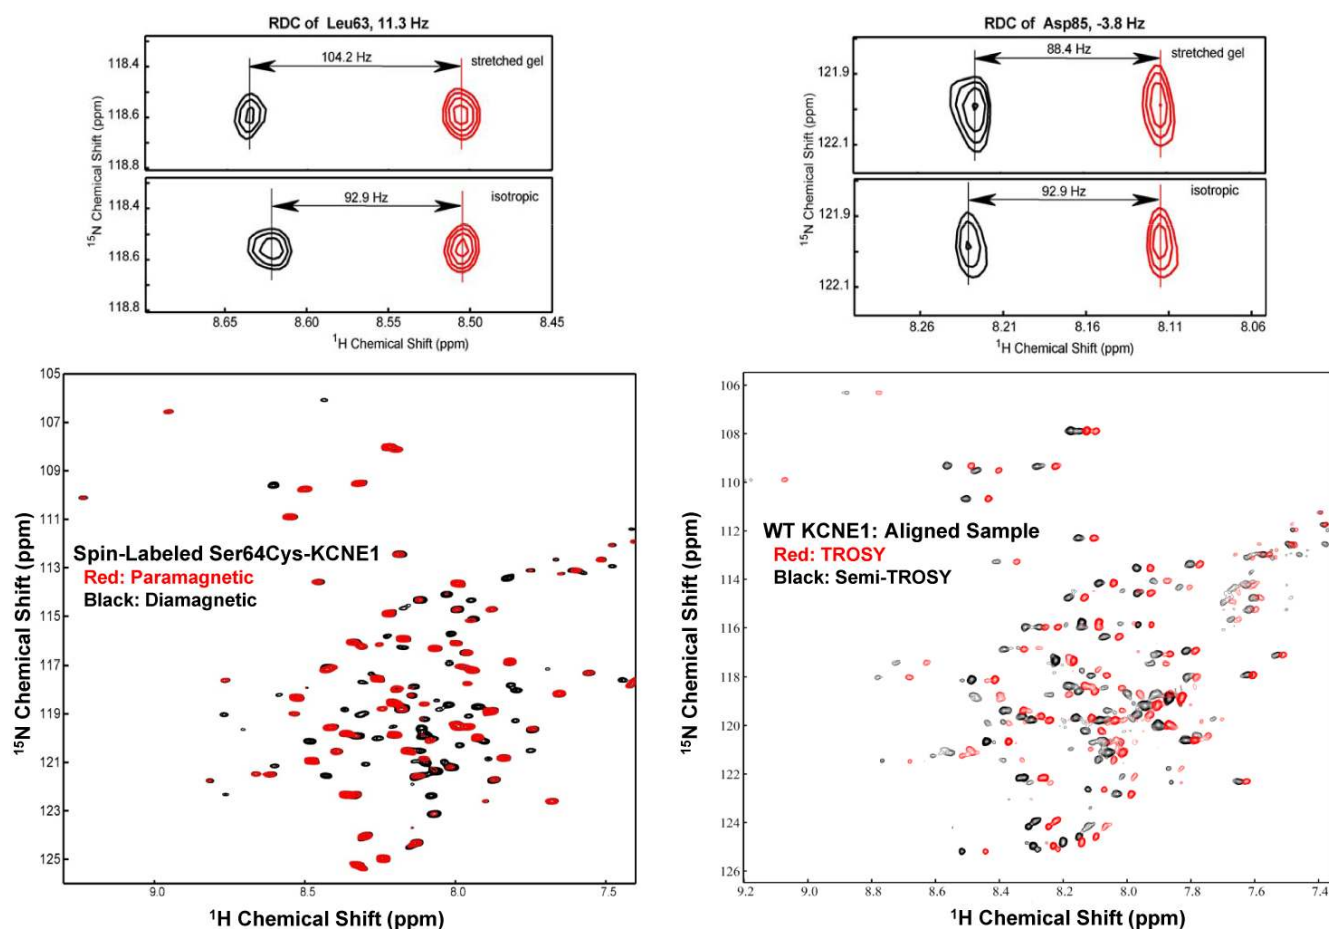 RDC of Leu63, 11.3 Hz
118.4
118.6
118.8
104.2 Hz
stretched gel
118.4
118.6
118.8
92.9 Hz
isotropic
¹⁵N Chemical Shift (ppm)
8.65
8.60
8.55
8.50
8.45
¹H Chemical Shift (ppm)
RDC of Asp85, -3.8 Hz
121.9
122.1
88.4 Hz
stretched gel
121.9
122.1
92.9 Hz
isotropic
¹⁵N Chemical Shift (ppm)
8.26
8.21
8.16
8.11
8.06
¹H Chemical Shift (ppm)
105
107
109
111
113
115
117
119
121
123
125
¹⁵N Chemical Shift (ppm)
Spin-Labeled Ser64Cys-KCNE1
Red: Paramagnetic
Black: Diamagnetic
9.0
8.5
8.0
7.5
¹H Chemical Shift (ppm)
106
108
110
112
114
116
118
120
122
124
126
¹⁵N Chemical Shift (ppm)
WT KCNE1: Aligned Sample
Red: TROSY
Black: Semi-TROSY
9.2
9.0
8.8
8.6
8.4
8.2
8.0
7.8
7.6
7.4
¹H Chemical Shift (ppm)